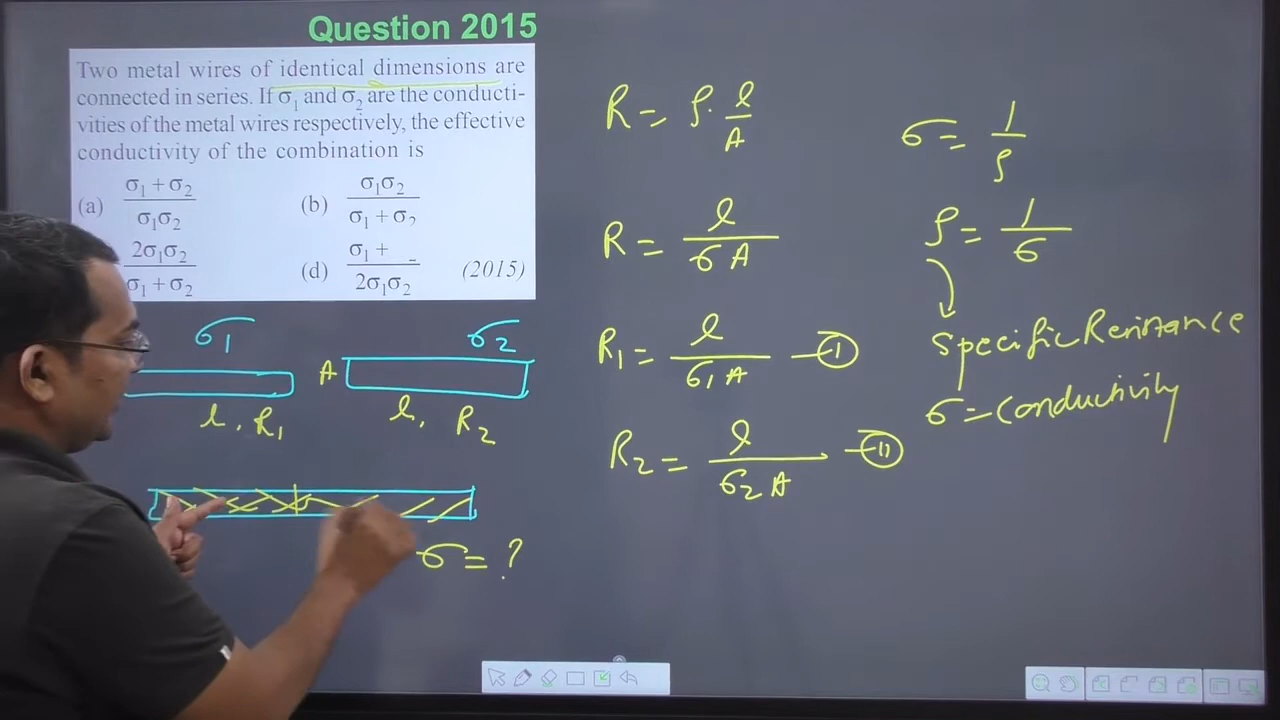 Question 2015
Two metal wires of identical dimensions are
connected in series. If σ₁ and σ₂ are the conducti-
vities of the metal wires respectively, the effective
conductivity of the combination is
(a) σ₁ + σ₂ / σ₁σ₂ (b) σ₁σ₂ / σ₁ + σ₂
2σ₁σ₂ / σ₁ + σ₂ (d) σ₁ + / 2σ₁σ₂ (2015)
σ₁ σ₂
A
l, R₁ l, R₂
σ = ?
R = ρ · l / A
R = l / σA
R₁ = l / σ₁A — I
R₂ = l / σ₂A — II
σ = 1 / ρ
ρ = 1 / σ
Specific Resistance
σ = Conductivity